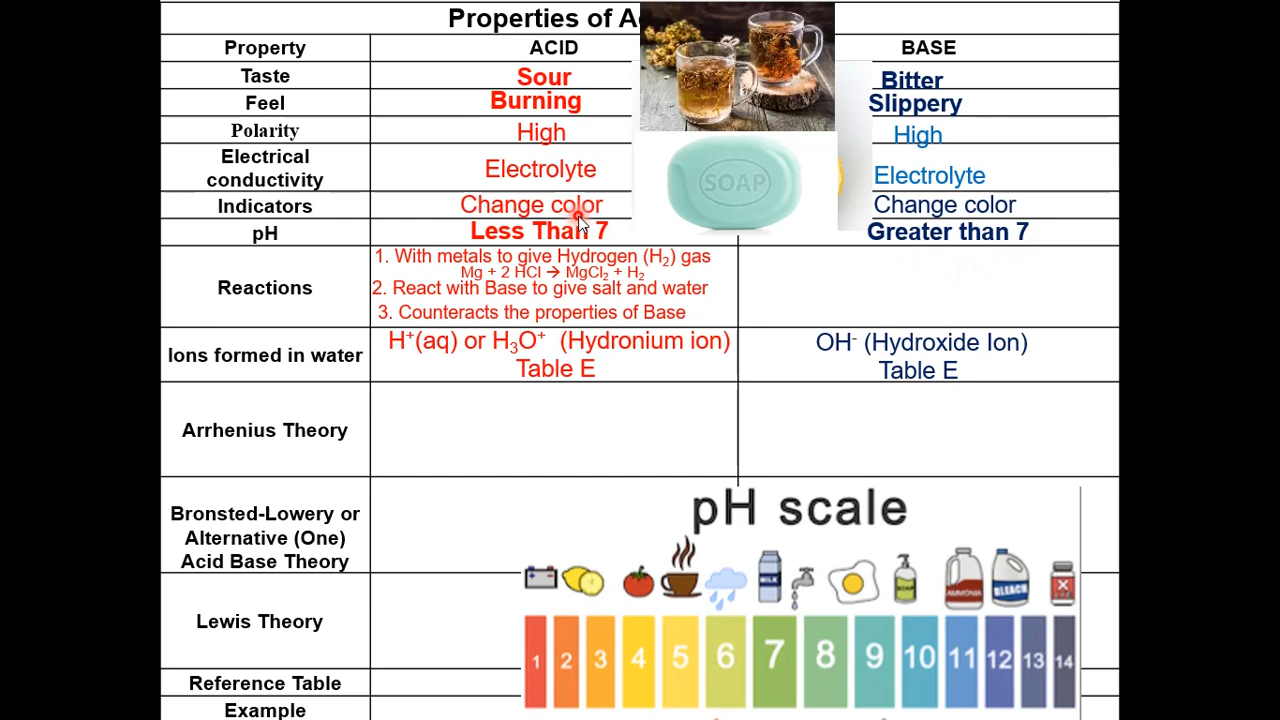 Properties of A
Property ACID BASE
Taste Sour Bitter
Feel Burning Slippery
Polarity High High
Electrical
conductivity Electrolyte Electrolyte
Indicators Change color Change color
pH Less Than 7 Greater than 7
SOAP
Reactions
1. With metals to give Hydrogen (H₂) gas
Mg + 2 HCl → MgCl₂ + H₂
2. React with Base to give salt and water
3. Counteracts the properties of Base
Ions formed in water
H⁺(aq) or H₃O⁺ (Hydronium ion)
Table E
OH⁻ (Hydroxide Ion)
Table E
Arrhenius Theory
Bronsted-Lowery or
Alternative (One)
Acid Base Theory
Lewis Theory
Reference Table
Example
pH scale
MILK
SOAP
AMMONIA
BLEACH
1 2 3 4 5 6 7 8 9 10 11 12 13 14